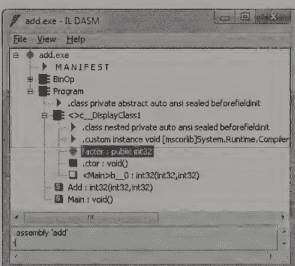 add.exe - IL DASM
File View Help
add.exe
MANIFEST
BinOp
Program
.class private abstract auto ansi sealed beforefieldinit
<>c__DisplayClass1
.class nested private auto ansi sealed beforefieldinit
.custom instance void [mscorlib]System.Runtime.Compiler
factor : public int32
.ctor : void()
<Main>b__0 : int32(int32,int32)
Add : int32(int32,int32)
Main : void()
.assembly 'add'
{